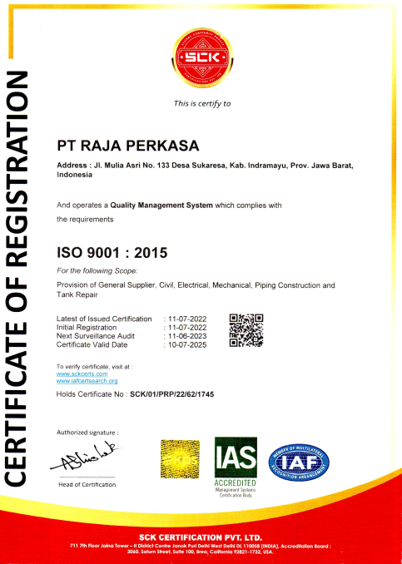 CERTIFICATE OF REGISTRATION
SCK
This is certify to
PT RAJA PERKASA
Address : Jl. Mulia Asri No. 133 Desa Sukaresa, Kab. Indramayu, Prov. Jawa Barat,
Indonesia
And operates a Quality Management System which complies with
the requirements
ISO 9001 : 2015
For the following Scope:
Provision of General Supplier, Civil, Electrical, Mechanical, Piping Construction and
Tank Repair
Latest of Issued Certification : 11-07-2022
Initial Registration : 11-07-2022
Next Surveillance Audit : 11-06-2023
Certificate Valid Date : 10-07-2025
To verify certificate, visit at :
www.sckcerts.com
www.iafcertsearch.org
Holds Certificate No : SCK/01/PRP/22/62/1745
Authorized signature :
Head of Certification
IAS
ACCREDITED
Management Systems
Certification Body
MEMBER OF MULTILATERAL
IAF
RECOGNITION ARRANGEMENT
SCK CERTIFICATION PVT. LTD.
711 7th Floor Jaina Tower – II District Centre Janak Puri Delhi West Delhi DL 110058 (INDIA), Accreditation Board :
3060, Saturn Street, Suite 100, Brea, California 92821-1732, USA.